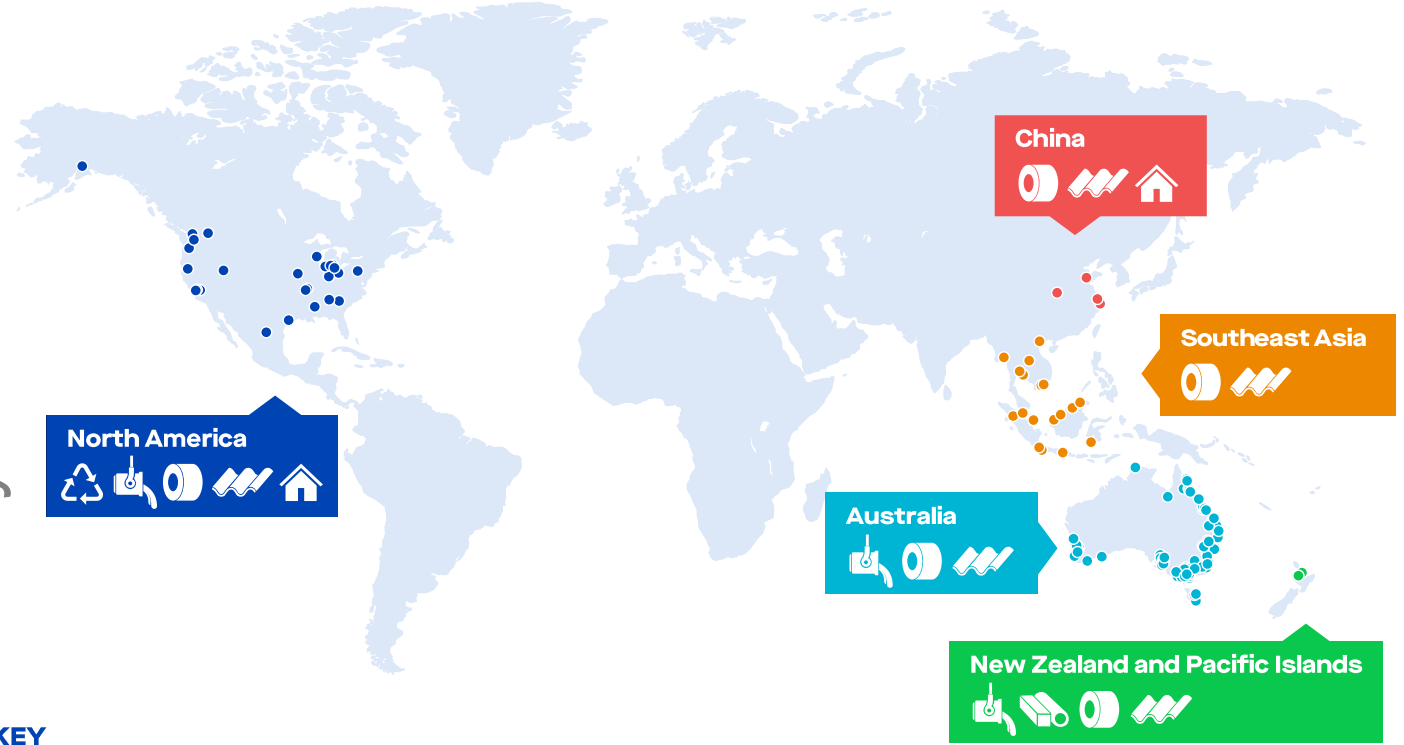 China
Southeast Asia
North America
Australia
New Zealand and Pacific Islands
KEY